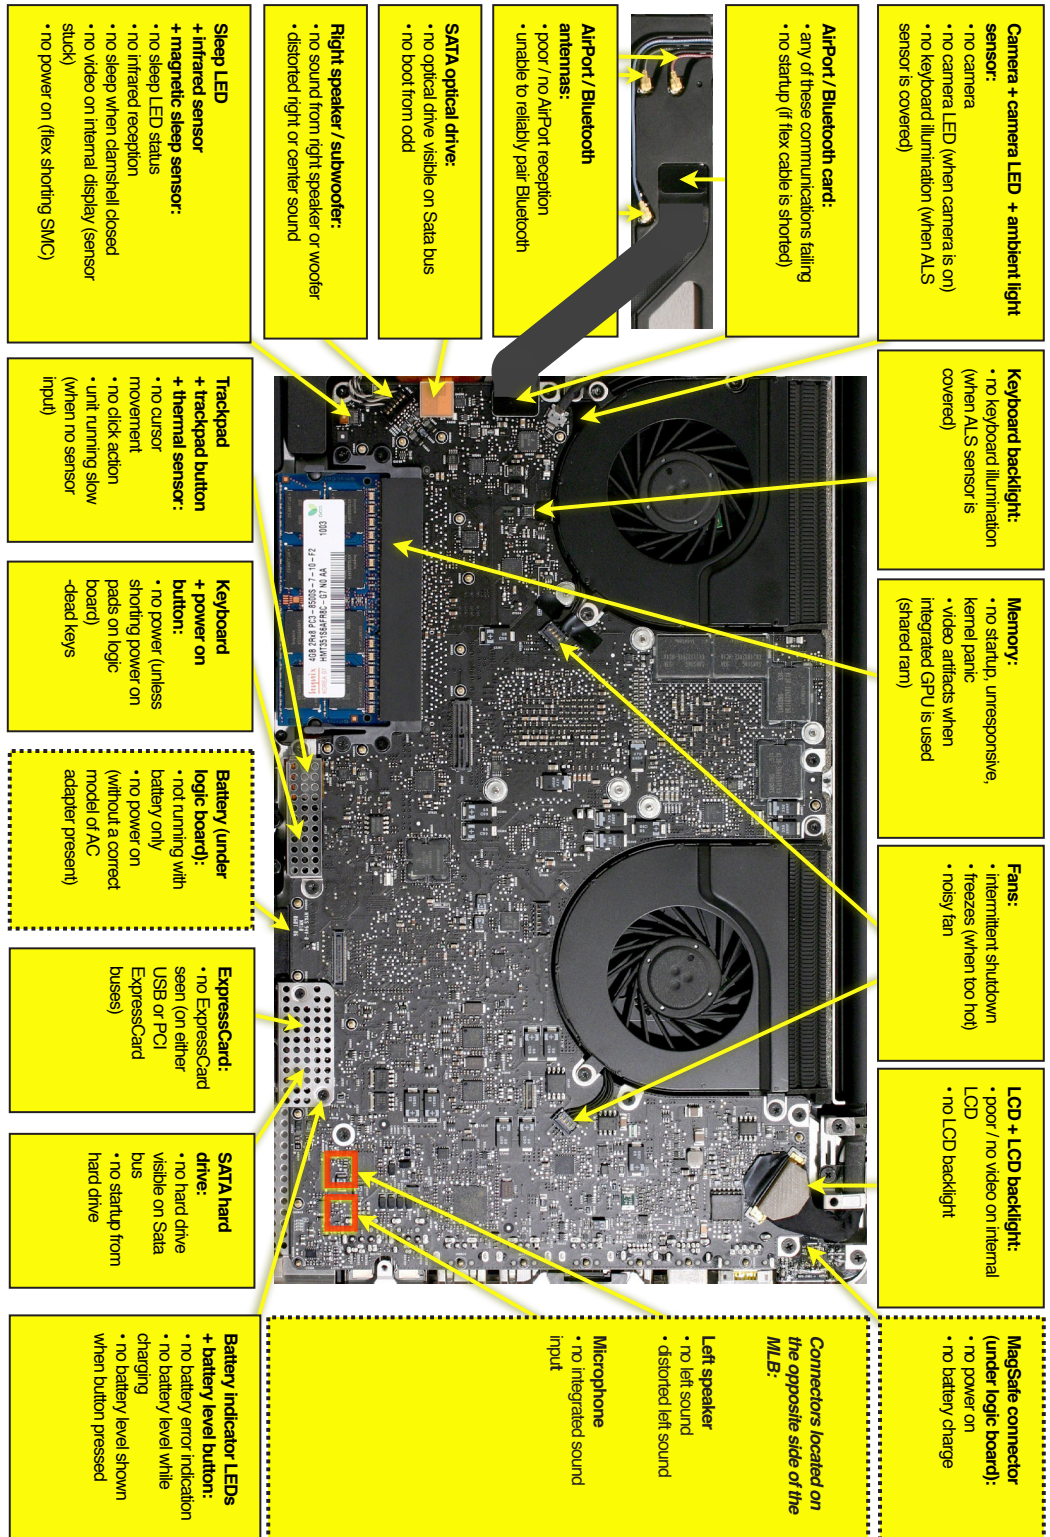 Camera + camera LED + ambient light
sensor:
• no camera
• no camera LED (when camera is on)
• no keyboard illumination (when ALS
sensor is covered)
AirPort / Bluetooth card:
• any of these communications failing
• no startup (if flex cable is shorted)
AirPort / Bluetooth
antennas:
• poor / no AirPort reception
• unable to reliably pair Bluetooth
SATA optical drive:
• no optical drive visible on Sata bus
• no boot from odd
Right speaker / subwoofer:
• no sound from right speaker or woofer
• distorted right or center sound
Sleep LED
+ infrared sensor
+ magnetic sleep sensor:
• no sleep LED status
• no infrared reception
• no sleep when clamshell closed
• no video on internal display (sensor
stuck)
• no power on (flex shorting SMC)
Keyboard backlight:
• no keyboard illumination
(when ALS sensor is
covered)
Memory:
• no startup, unresponsive,
kernel panic
• video artifacts when
integrated GPU is used
(shared ram)
Fans:
• intermittent shutdown
• freezes (when too hot)
• noisy fan
LCD + LCD backlight:
• poor / no video on internal
LCD
• no LCD backlight
MagSafe connector
(under logic board):
• no power on
• no battery charge
Trackpad
+ trackpad button
+ thermal sensor:
• no cursor
movement
• no click action
• unit running slow
(when no sensor
input)
Keyboard
+ power on
button:
• no power (unless
shorting power on
pads on logic
board)
-dead keys
Battery (under
logic board):
• not running with
battery only
• no power on
(without a correct
model of AC
adapter present)
ExpressCard:
• no ExpressCard
seen (on either
USB or PCI
ExpressCard
buses)
SATA hard
drive:
• no hard drive
visible on Sata
bus
• no startup from
hard drive
Battery indicator LEDs
+ battery level button:
• no battery error indication
• no battery level while
charging
• no battery level shown
when button pressed
Connectors located on
the opposite side of the
MLB:
Left speaker
• no left sound
• distorted left sound
Microphone
• no integrated sound
input
4GB 2Rx8 PC3-8500S-7-10-F2
HMT351S6AFR8C-G7 N0 AA
1003